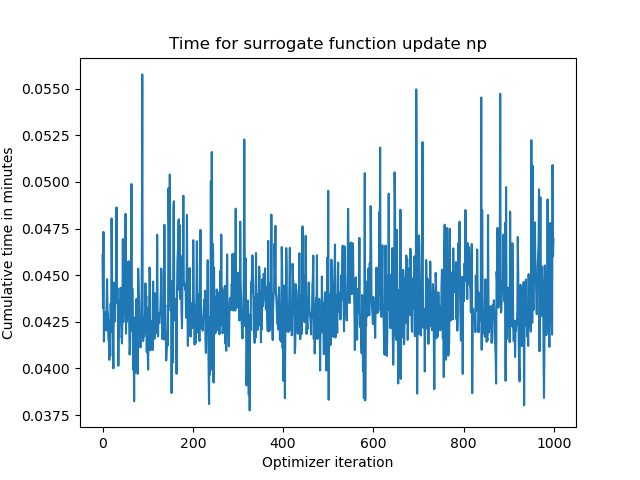 Time for surrogate function update np
Cumulative time in minutes
0.0550
0.0525
0.0500
0.0475
0.0450
0.0425
0.0400
0.0375
0 200 400 600 800 1000
Optimizer iteration